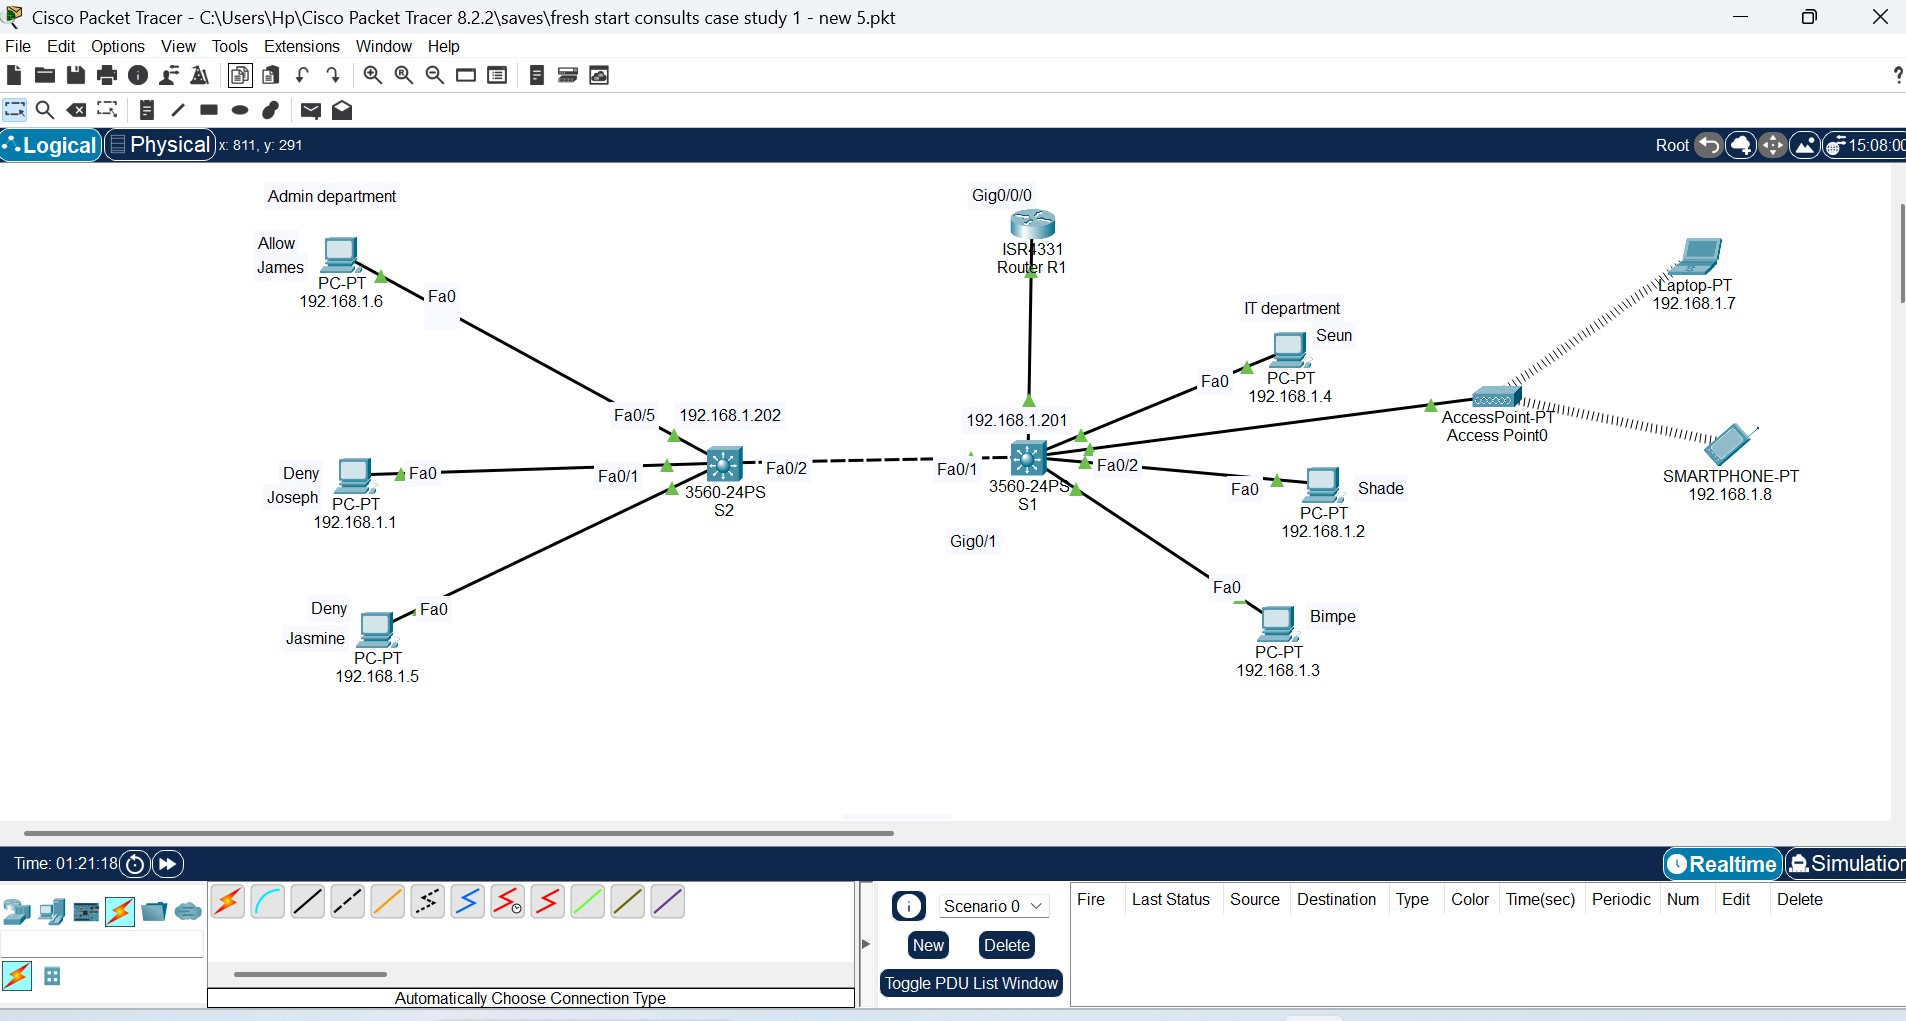 Cisco Packet Tracer - C:\Users\Hp\Cisco Packet Tracer 8.2.2\saves\fresh start consults case study 1 - new 5.pkt
File Edit Options View Tools Extensions Window Help
?
Logical Physical x: 811, y: 291 Root 15:08:00
Admin department
Allow
James
PC-PT
192.168.1.6
Fa0
Gig0/0/0
ISR4331
Router R1
Laptop-PT
192.168.1.7
IT department
Seun
Fa0
PC-PT
192.168.1.4
Fa0/5
192.168.1.202
192.168.1.201
AccessPoint-PT
Access Point0
Deny
Joseph
PC-PT
192.168.1.1
Fa0
Fa0/1
3560-24PS
S2
Fa0/2
Fa0/1
3560-24PS
S1
Fa0/2
Fa0
Shade
PC-PT
192.168.1.2
SMARTPHONE-PT
192.168.1.8
Gig0/1
Deny
Jasmine
PC-PT
192.168.1.5
Fa0
Fa0
Bimpe
PC-PT
192.168.1.3
Time: 01:21:18 Realtime Simulation
Scenario 0
New Delete
Toggle PDU List Window
Fire Last Status Source Destination Type Color Time(sec) Periodic Num Edit Delete
Automatically Choose Connection Type